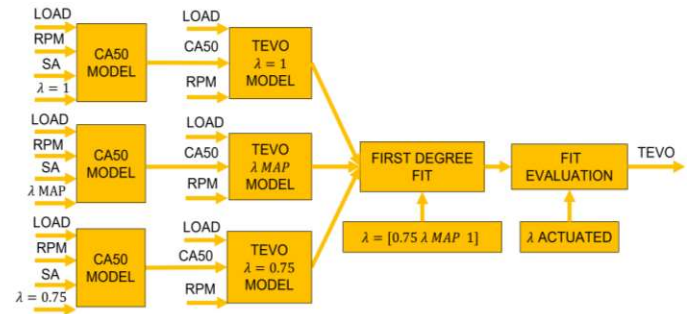 LOAD
RPM
SA
λ = 1
CA50
MODEL
LOAD
CA50
RPM
TEVO
λ = 1
MODEL
LOAD
RPM
SA
λ MAP
CA50
MODEL
LOAD
CA50
RPM
TEVO
λ MAP
MODEL
LOAD
RPM
SA
λ = 0.75
CA50
MODEL
LOAD
CA50
RPM
TEVO
λ = 0.75
MODEL
FIRST DEGREE
FIT
λ = [0.75 λ MAP 1]
FIT
EVALUATION
λ ACTUATED
TEVO